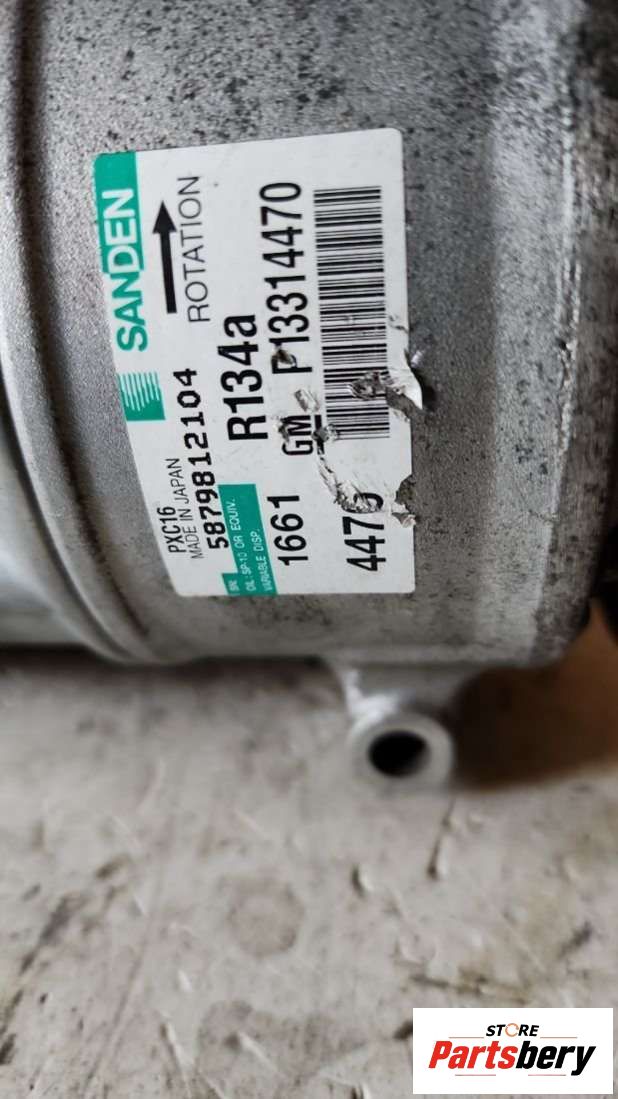 SANDEN
ROTATION
PXC16
MADE IN JAPAN
5879812104
SN:
OIL: SP-10 OR EQUIV.
VARIABLE DISP.
R134a
1661 GM P13314470
STORE
Partsbery